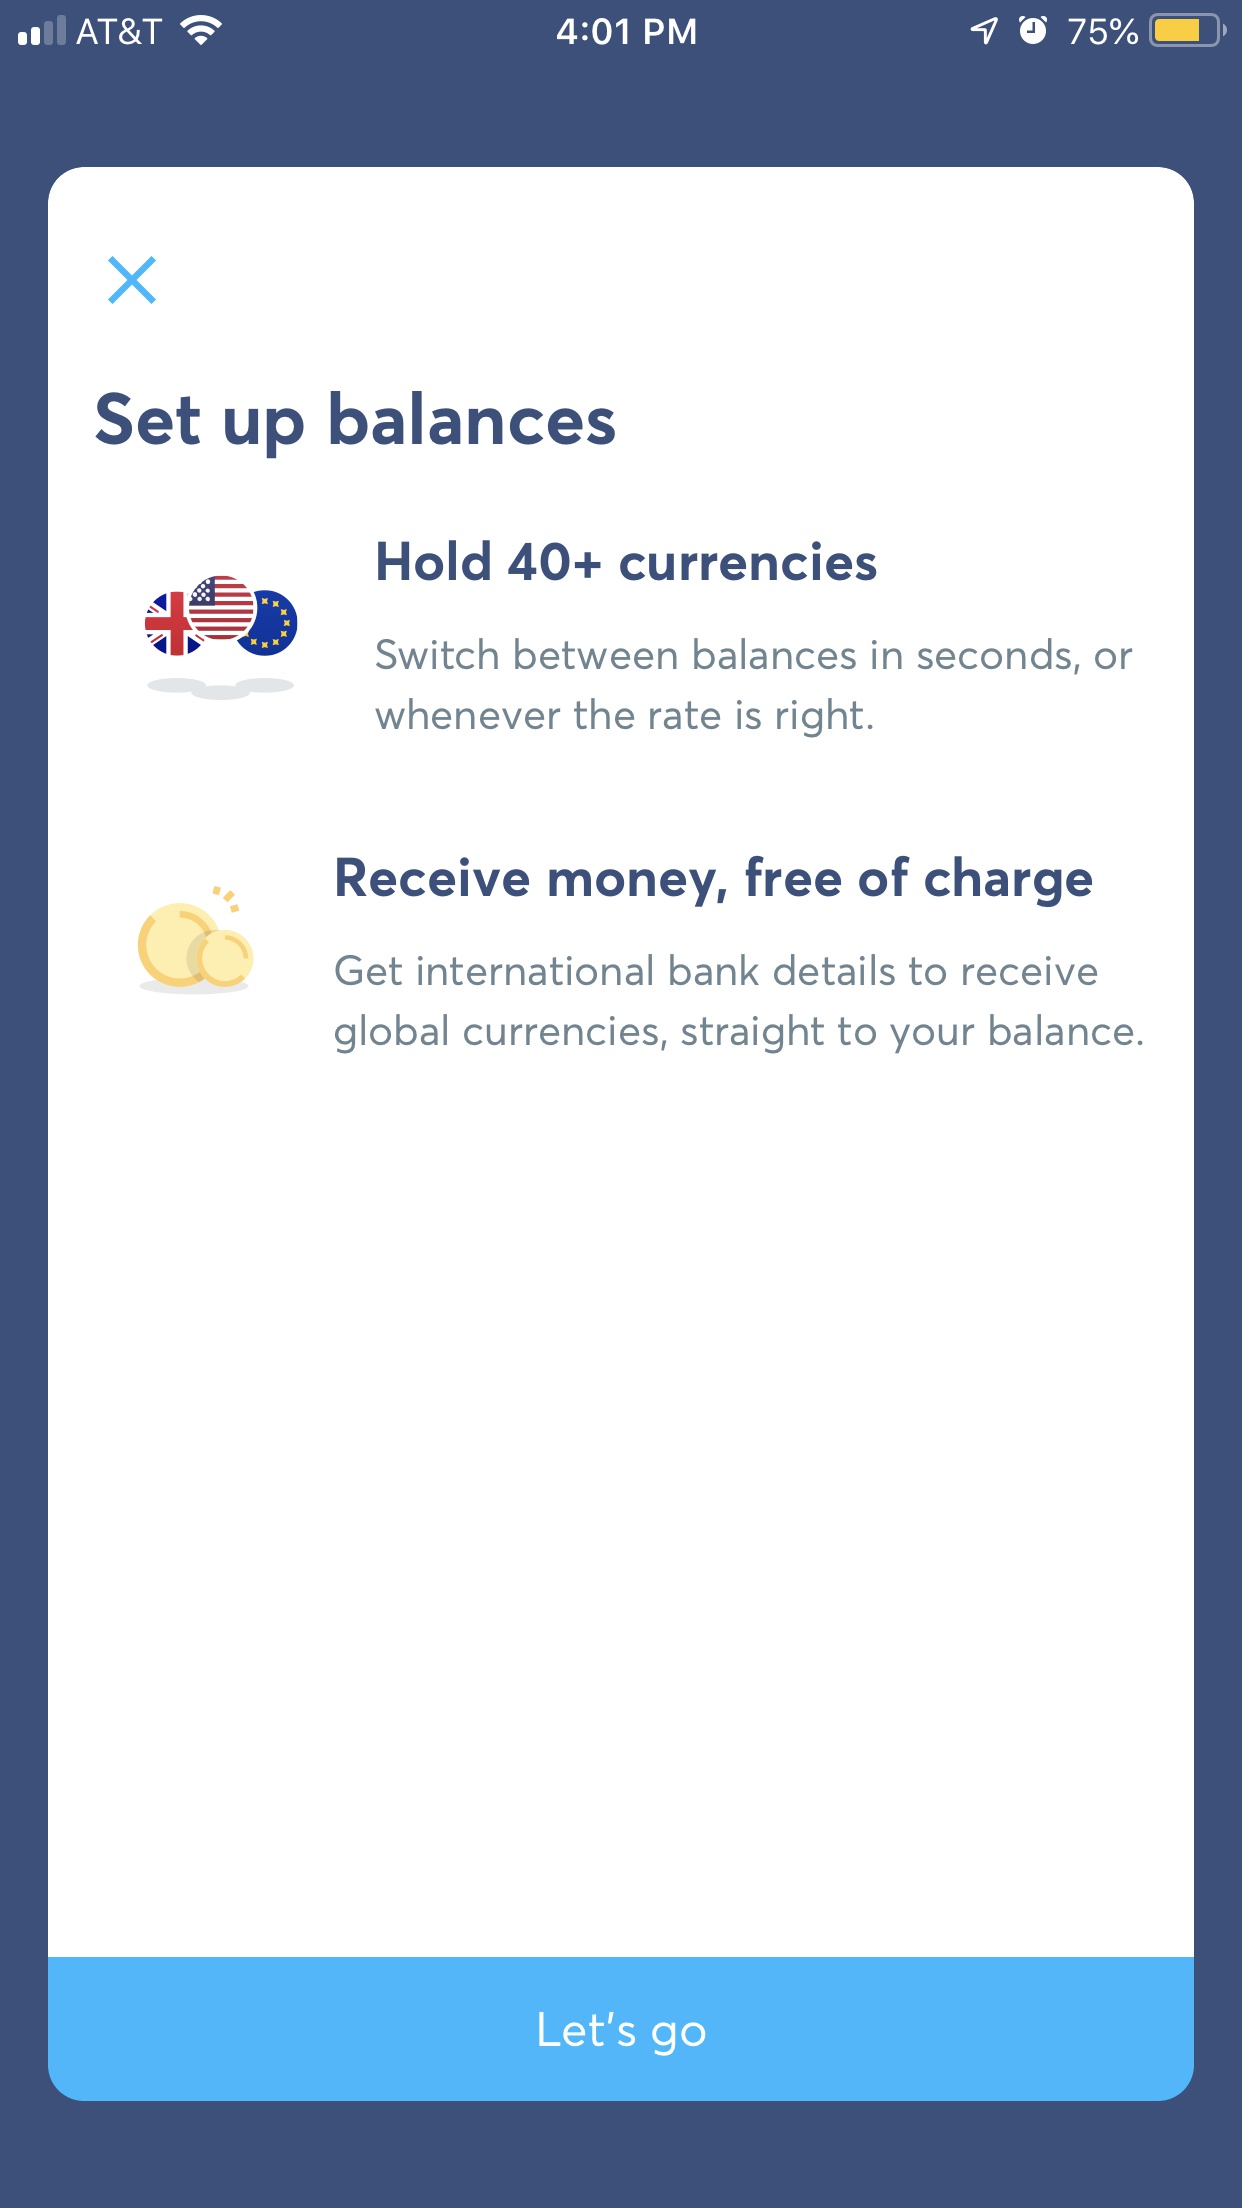 AT&T 4:01 PM 75%
Set up balances
Hold 40+ currencies
Switch between balances in seconds, or
whenever the rate is right.
Receive money, free of charge
Get international bank details to receive
global currencies, straight to your balance.
Let’s go